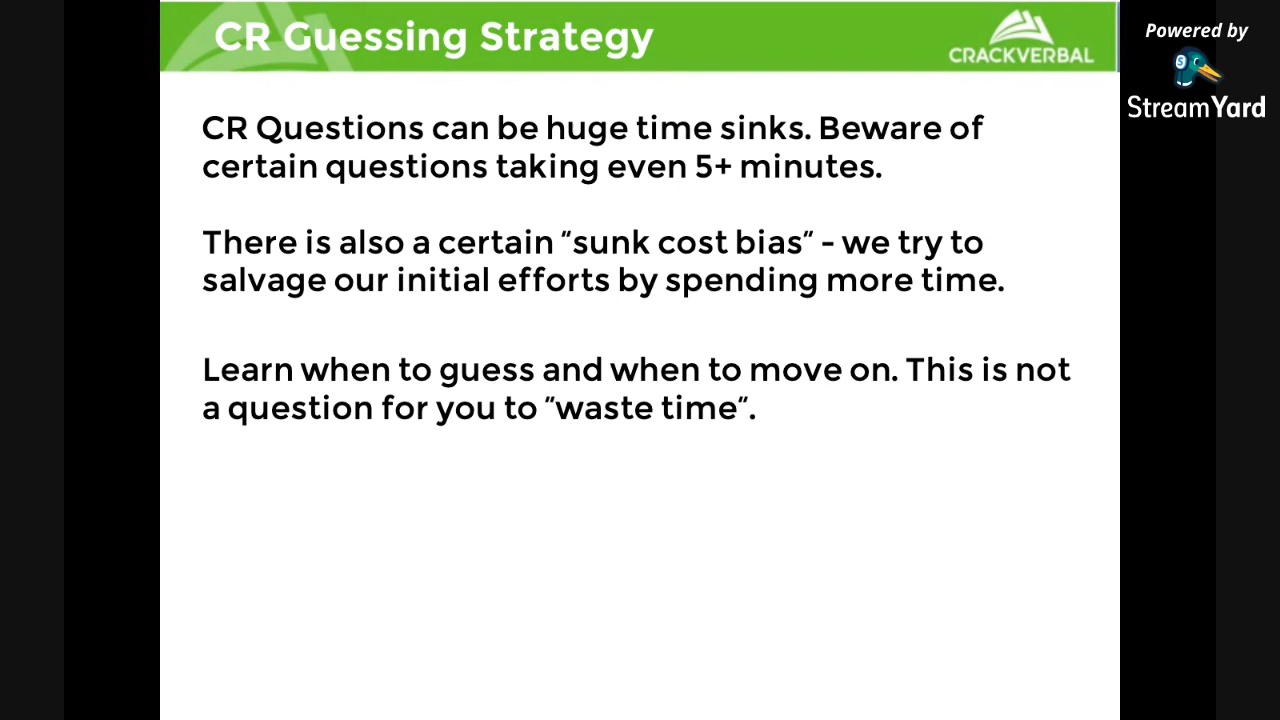 CR Guessing Strategy
CRACKVERBAL
Powered by
S
StreamYard
CR Questions can be huge time sinks. Beware of
certain questions taking even 5+ minutes.
There is also a certain "sunk cost bias" - we try to
salvage our initial efforts by spending more time.
Learn when to guess and when to move on. This is not
a question for you to "waste time".